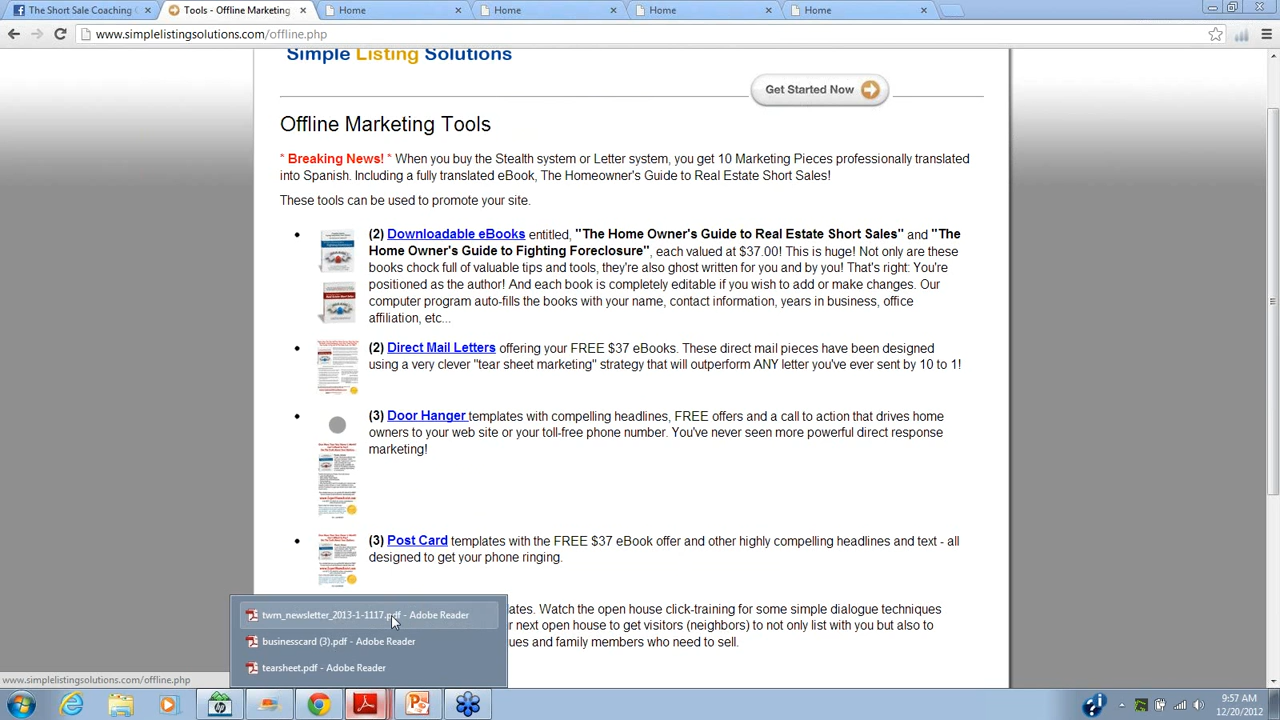 The Short Sale Coaching
Tools - Offline Marketing
Home
Home
Home
Home
www.simplelistingsolutions.com/offline.php
Simple Listing Solutions
Get Started Now
Offline Marketing Tools
* Breaking News! * When you buy the Stealth system or Letter system, you get 10 Marketing Pieces professionally translated
into Spanish. Including a fully translated eBook, The Homeowner's Guide to Real Estate Short Sales!
These tools can be used to promote your site.
(2) Downloadable eBooks entitled, "The Home Owner's Guide to Real Estate Short Sales" and "The
Home Owner's Guide to Fighting Foreclosure", each valued at $37.00! This is huge! Not only are these
books chock full of valuable tips and tools, they're also ghost written for you and by you! That's right: You're
positioned as the author! And each book is completely editable if you want to add or make changes. Our
computer program authors the books with your name, contact information, years in business, office
affiliation, etc...
(2) Direct Mail Letters offering your FREE Survey eBooks. These direct mail pieces have been designed
using a very clever "tear sheet" marketing strategy that will outperform any letter you've ever sent by 10 to 1!
(3) Door Hanger templates with compelling headlines, FREE offers and a call to action that drives home
owners to your web site or your toll-free phone number. You've never seen more powerful direct response
marketing!
(3) Post Card templates with the FREE Survey eBook offer and other highly compelling headlines and text - all
designed to get your phone ringing.
ates. Watch the open house click-training for some simple dialogue techniques
r next open house to get visitors (neighbors) to not only list with you but also to
ues and family members who need to sell.
twm_newsletter_2013-1-1117.pdf - Adobe Reader
businesscard (3).pdf - Adobe Reader
tearsheet.pdf - Adobe Reader
www.simplelistingsolutions.com/offline.php
9:57 AM
12/20/2012